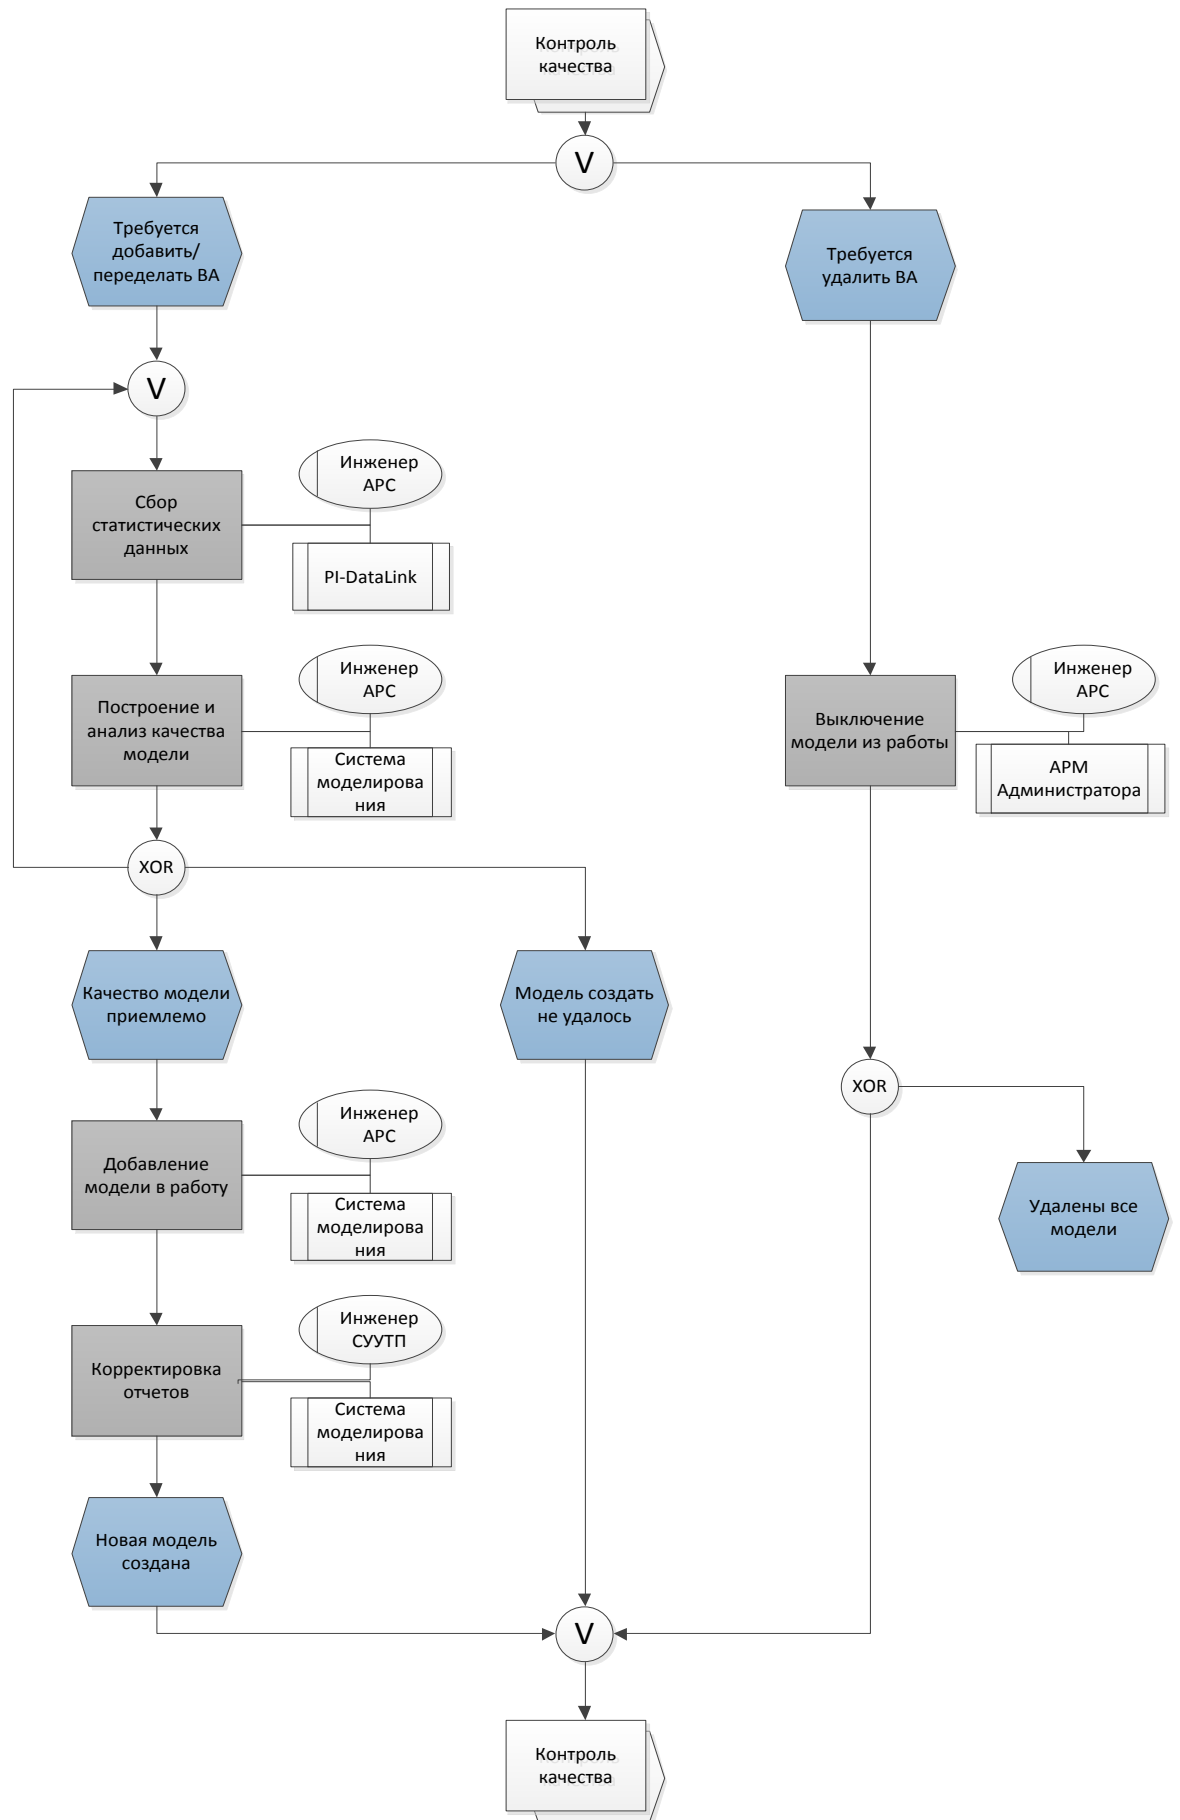 Контроль
качества
V
Требуется
добавить/
переделать ВА
Требуется
удалить ВА
V
Сбор
статистических
данных
Инженер
АРС
PI-DataLink
Построение и
анализ качества
модели
Инженер
АРС
Система
моделирова
ния
Выключение
модели из работы
Инженер
АРС
АРМ
Администратора
XOR
Качество модели
приемлемо
Модель создать
не удалось
XOR
Добавление
модели в работу
Инженер
АРС
Система
моделирова
ния
Удалены все
модели
Корректировка
отчетов
Инженер
СУУТП
Система
моделирова
ния
Новая модель
создана
V
Контроль
качества